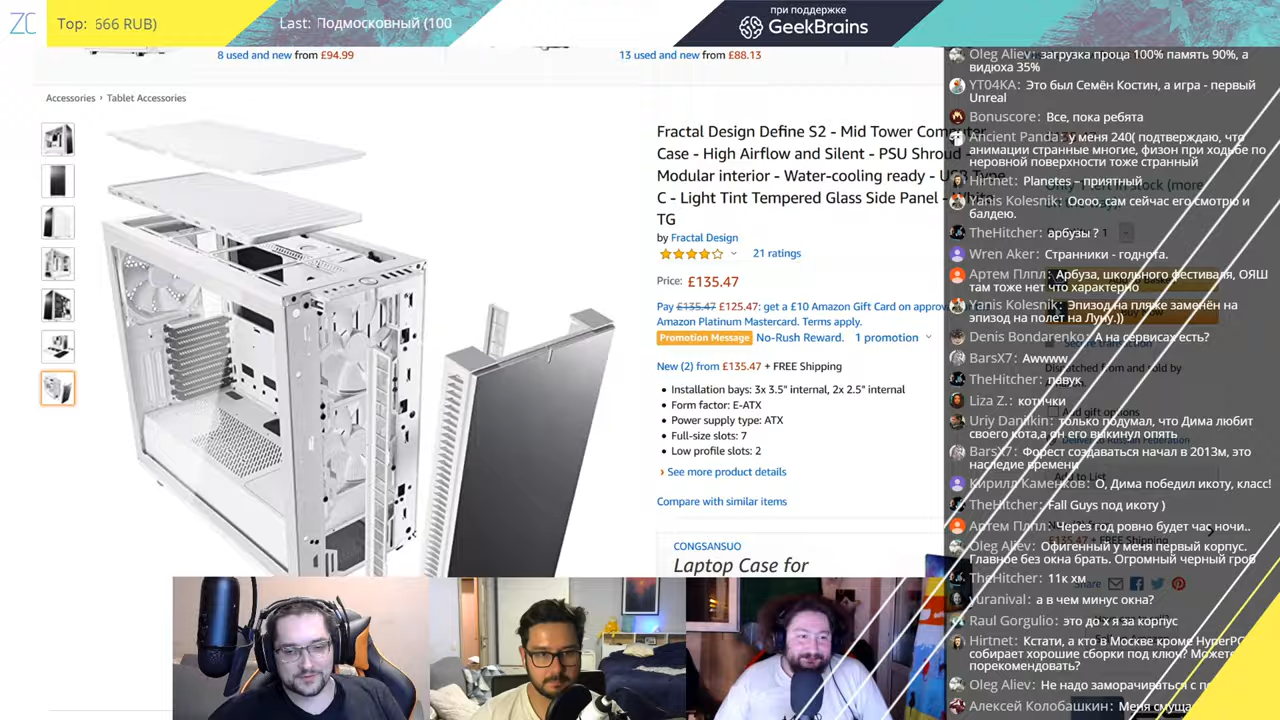 ZC
Top: 666 RUB)
Last: Подмосковный (100
при поддержке
GeekBrains
8 used and new from £94.99
13 used and new from £88.13
Accessories › Tablet Accessories
Fractal Design Define S2 - Mid Tower Computer
Case - High Airflow and Silent - PSU Shroud -
Modular interior - Water-cooling ready - USB Type
C - Light Tint Tempered Glass Side Panel - White
TG
by Fractal Design
21 ratings
Price: £135.47
Pay £135.47 £125.47: get a £10 Amazon Gift Card on
Amazon Platinum Mastercard. Terms apply.
Promotion Message No-Rush Reward. 1 promotion
New (2) from £135.47 + FREE Shipping
• Installation bays: 3x 3.5" internal, 2x 2.5" internal
• Form factor: E-ATX
• Power supply type: ATX
• Full-size slots: 7
• Low profile slots: 2
› See more product details
Compare with similar items
CONGSANSUO
Laptop Case for
Oleg Aliev: загрузка проца 100% память 90%, а
видюха 35%
YT04KA: Это был Семён Костин, а игра - первый
Unreal
Bonuscore: Все, пока ребята
Ancient Panda: у меня 240( подтверждаю, что
анимации странные многие, физон при ходьбе по
неровной поверхности тоже странный
Hirtnet: Planetes – приятный
Yanis Kolesnik: Оооо, сам сейчас его смотрю и
балдею.
TheHitcher: арбузы ?
Wren Aker: Странники - годнота.
Артем Плпл: Арбуза, школьного фестиваля, ОЯШ
там тоже нет что характерно
Yanis Kolesnik: Эпизод на пляже заменён на
эпизод на полёт на Луну.))
Denis Bondarenko: А на сервисах есть?
BarsX7: Awwww
TheHitcher: павук
Liza Z.: котички
Uriy Danilkin: только подумал, что Дима любит
своего кота,а он его выкинул опять
BarsX7: Форест создаваться начал в 2013м, это
наследие времени
Кирилл Каменков: О, Дима победил икоту, класс!
TheHitcher: Fall Guys под икоту )
Артем Плпл: Через год ровно будет час ночи..
Oleg Aliev: Офигенный у меня первый корпус.
Главное без окна брать. Огромный черный гроб
TheHitcher: 11к хм
yuranival: а в чем минус окна?
Raul Gorgulio: это до х я за корпус
Hirtnet: Кстати, а кто в Москве кроме HyperPC
собирает хорошие сборки под ключ? Можете
порекомендовать?
Oleg Aliev: Не надо заморачиваться с
Алексей Колобашкин: Меня